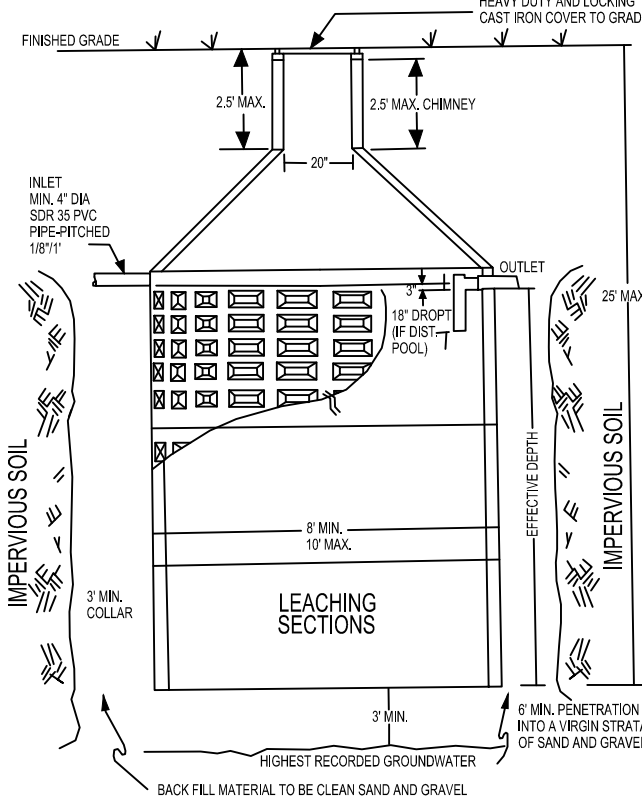 HEAVY DUTY AND LOCKING
CAST IRON COVER TO GRAD
FINISHED GRADE
2.5' MAX.
2.5' MAX. CHIMNEY
20"
INLET
MIN. 4" DIA
SDR 35 PVC
PIPE-PITCHED
1/8"/1'
OUTLET
3"
18" DROPT
(IF DIST.
POOL)
25' MAX
IMPERVIOUS SOIL
EFFECTIVE DEPTH
IMPERVIOUS SOIL
8' MIN.
10' MAX.
3' MIN.
COLLAR
LEACHING
SECTIONS
3' MIN.
6' MIN. PENETRATION
INTO A VIRGIN STRATA
OF SAND AND GRAVEL
HIGHEST RECORDED GROUNDWATER
BACK FILL MATERIAL TO BE CLEAN SAND AND GRAVEL